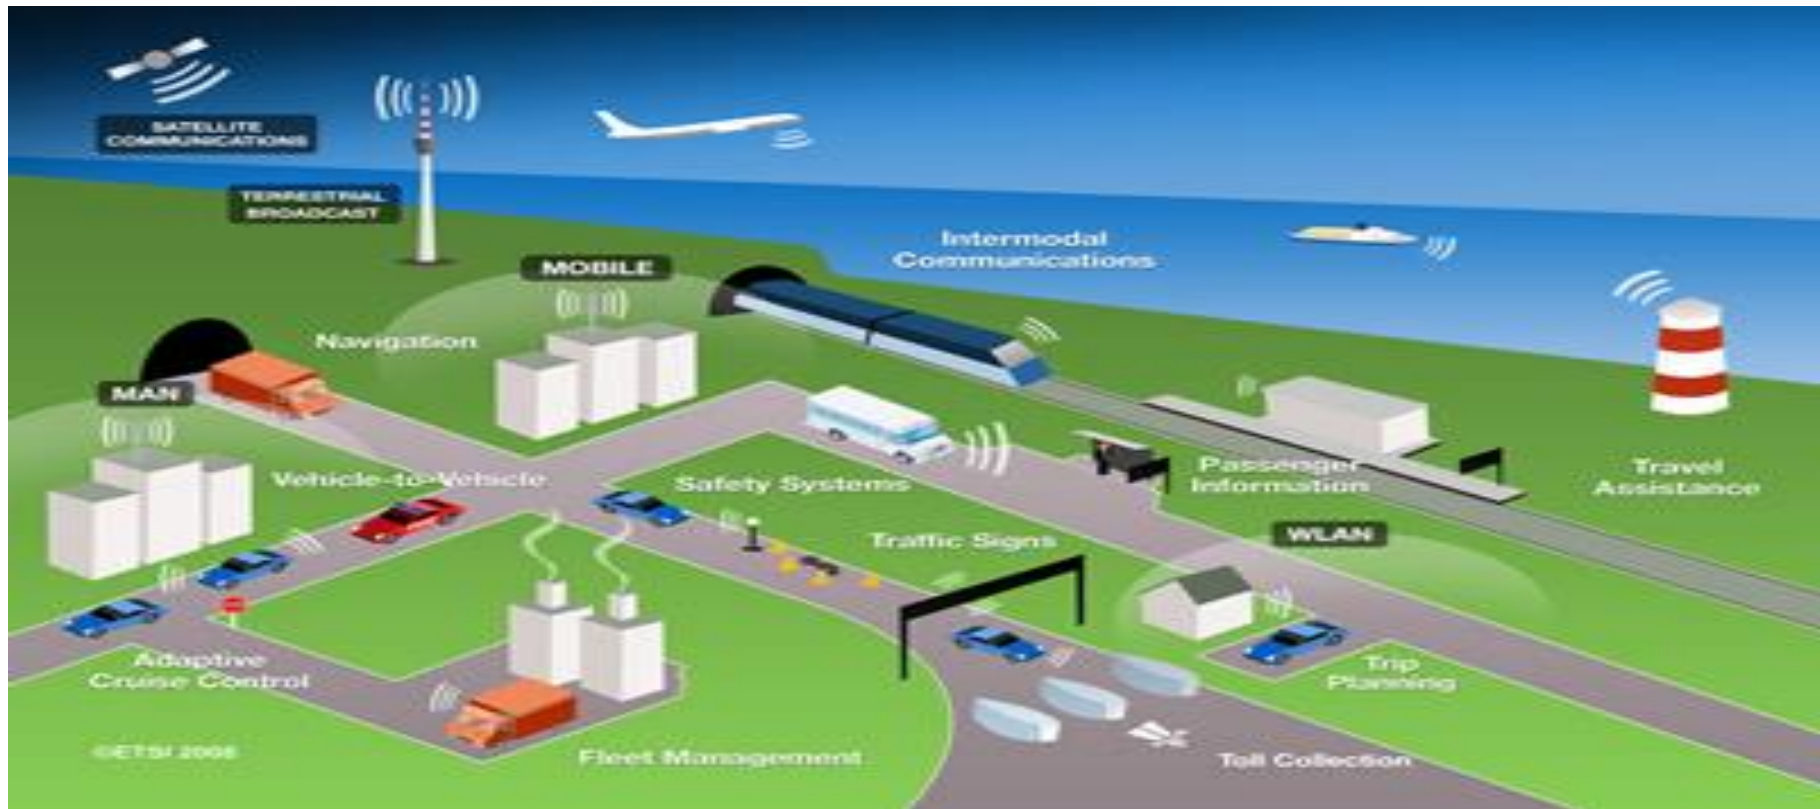 SATELLITE
COMMUNICATIONS
TERRESTRIAL
BROADCAST
Intermodal
Communications
MOBILE
Navigation
MAN
Vehicle-to-Vehicle
Safety Systems
Passenger
Information
Travel
Assistance
Traffic Signs
WLAN
Adaptive
Cruise Control
Trip
Planning
Fleet Management
Toll Collection
©ETSI